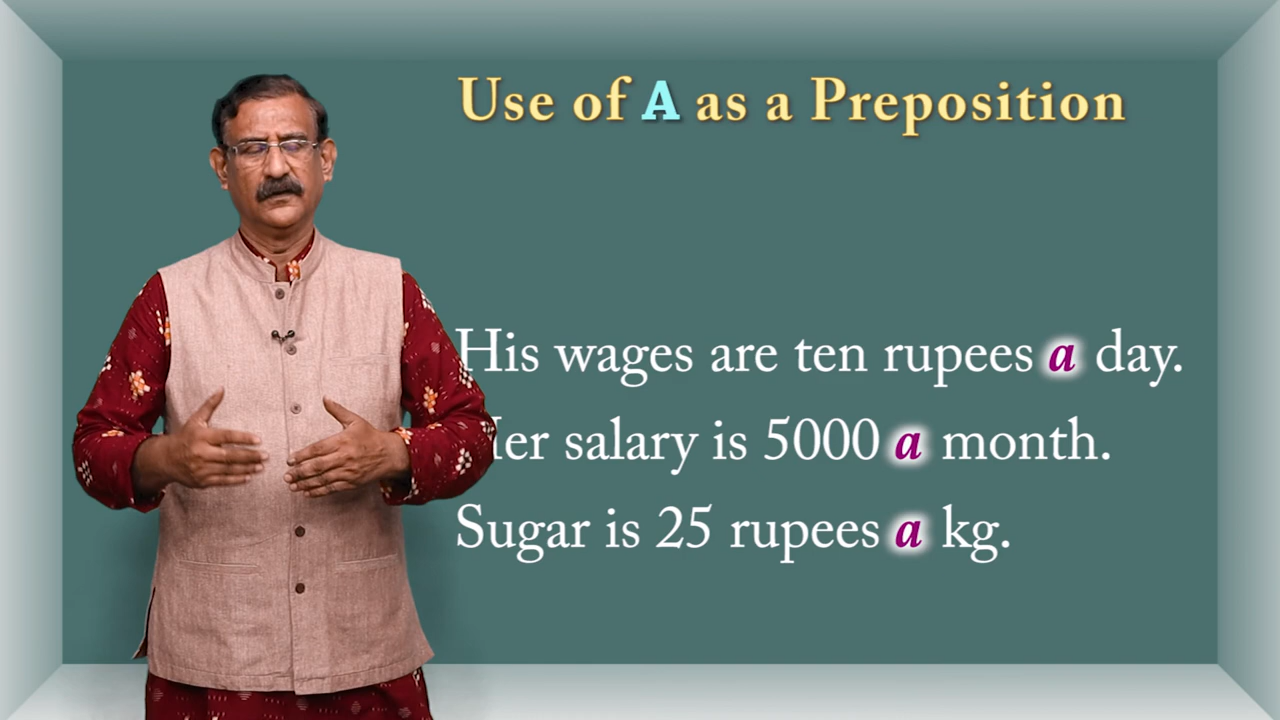 Use of A as a Preposition
His wages are ten rupees a day.
Her salary is 5000 a month.
Sugar is 25 rupees a kg.